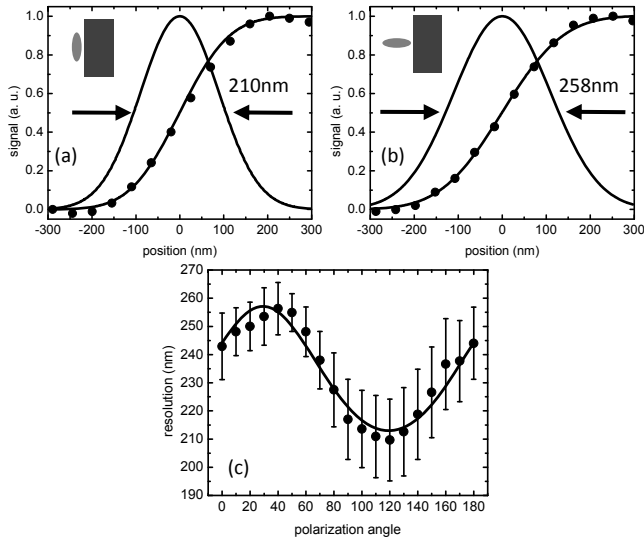 1.0
0.8
0.6
0.4
0.2
0.0
signal (a. u.)
(a)
210nm
-300 -200 -100 0 100 200 300
position (nm)
1.0
0.8
0.6
0.4
0.2
0.0
signal (a. u.)
(b)
258nm
-300 -200 -100 0 100 200 300
position (nm)
270
260
250
240
230
220
210
200
190
resolution (nm)
(c)
0 20 40 60 80 100 120 140 160 180
polarization angle